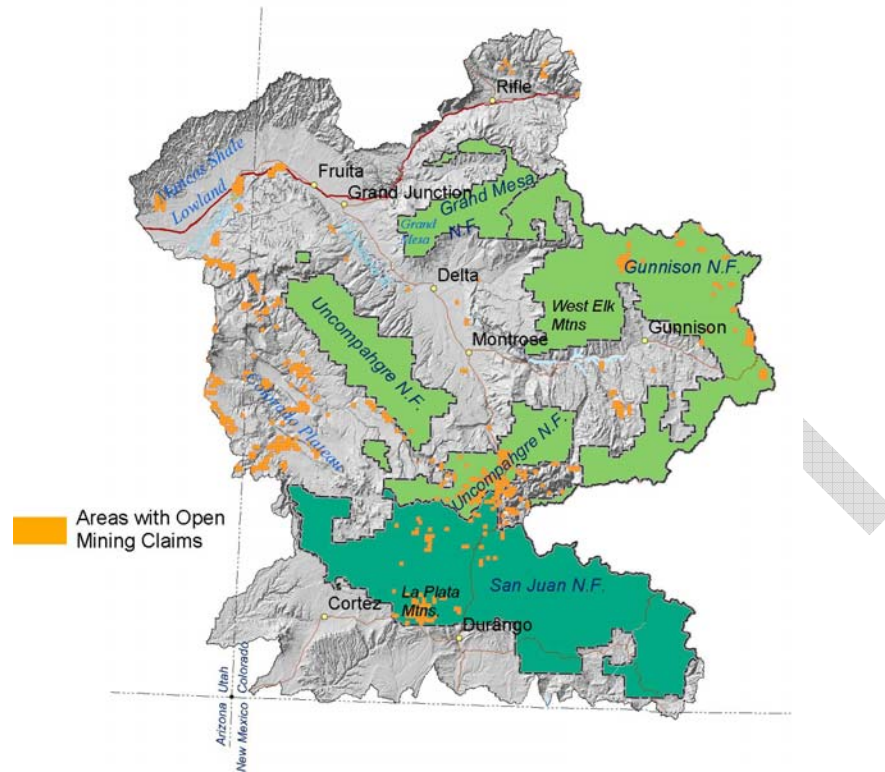 Rifle
Mancos Shale
Lowland
Fruita
Grand Junction
Grand Mesa
N.F.
Grand
Mesa
Delta
Gunnison N.F.
West Elk
Mtns
Gunnison
Uncompahgre N.F.
Montrose
Colorado Plateau
Uncompahgre N.F.
Areas with Open
Mining Claims
San Juan N.F.
La Plata
Mtns.
Cortez
Durango
Utah
Colorado
Arizona
New Mexico